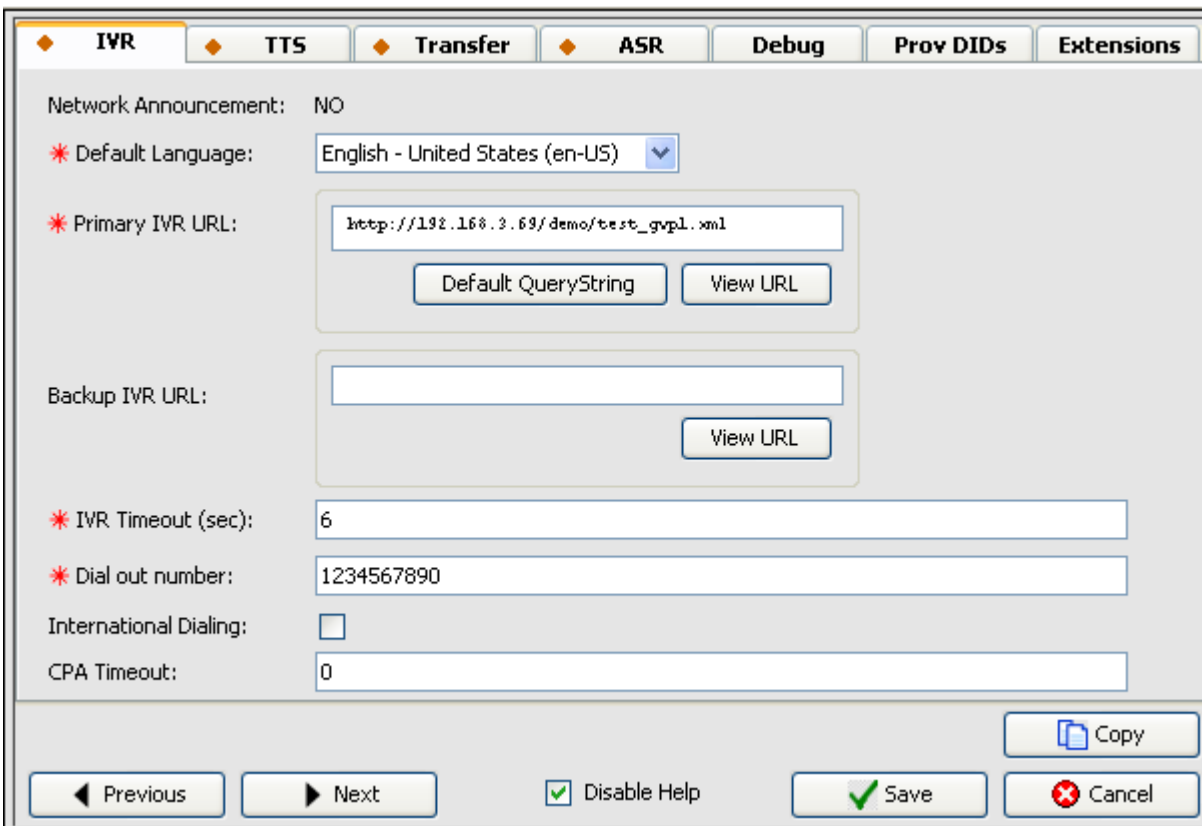 IVR TTS Transfer ASR Debug Prov DIDs Extensions
Network Announcement: NO
* Default Language: English - United States (en-US)
* Primary IVR URL: http://192.168.3.69/demo/test_gvp1.xml
Default QueryString View URL
Backup IVR URL:
View URL
* IVR Timeout (sec): 6
* Dial out number: 1234567890
International Dialing:
CPA Timeout: 0
Copy
Previous Next Disable Help Save Cancel